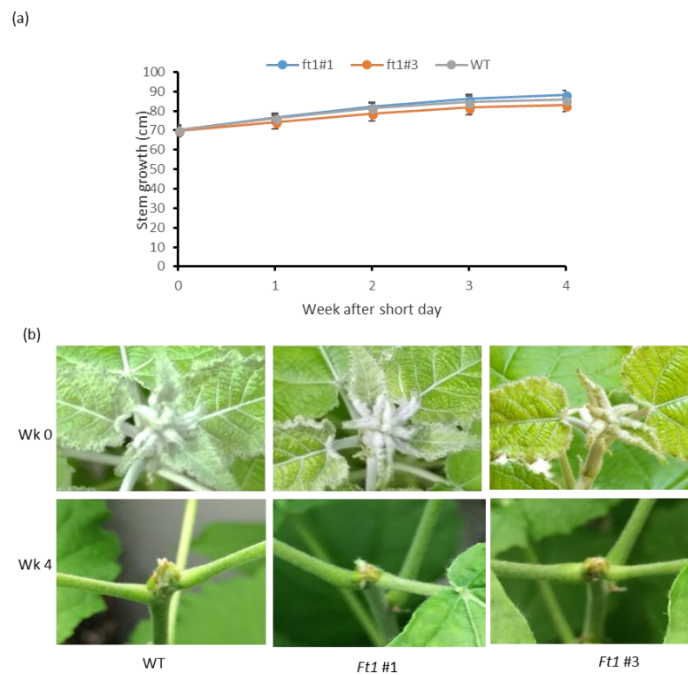 (a)
ft1#1 ft1#3 WT
100
90
80
70
60
50
40
30
20
10
0
Stem growth (cm)
0 1 2 3 4
Week after short day
(b)
Wk 0
Wk 4
WT Ft1 #1 Ft1 #3